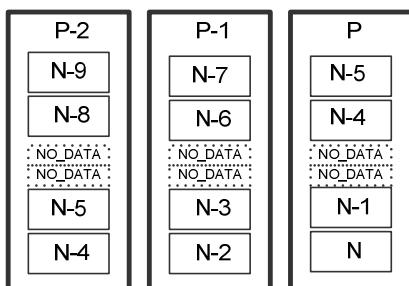 P-2
N-9
N-8
NO_DATA
NO_DATA
N-5
N-4
P-1
N-7
N-6
NO_DATA
NO_DATA
N-3
N-2
P
N-5
N-4
NO_DATA
NO_DATA
N-1
N